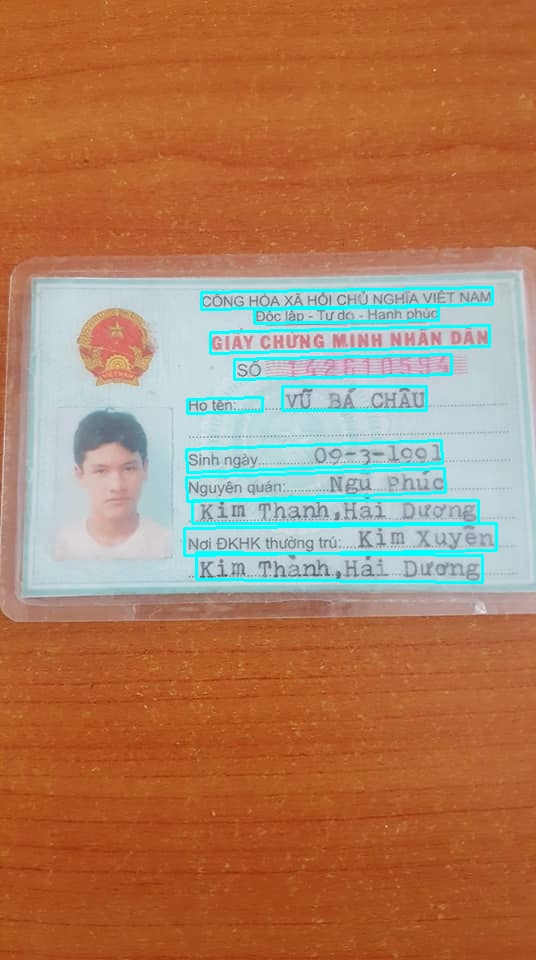 CỘNG HÒA XÃ HỘI CHỦ NGHĨA VIỆT NAM
Độc lập - Tự do - Hạnh phúc
GIẤY CHỨNG MINH NHÂN DÂN
SỐ 142610594
Họ tên: VŨ BÁ CHÂU
Sinh ngày 09-3-1991
Nguyên quán: Ngũ Phúc
Kim Thành,Hải Dương
Nơi ĐKHK thường trú: Kim Xuyên
Kim Thành,Hải Dương